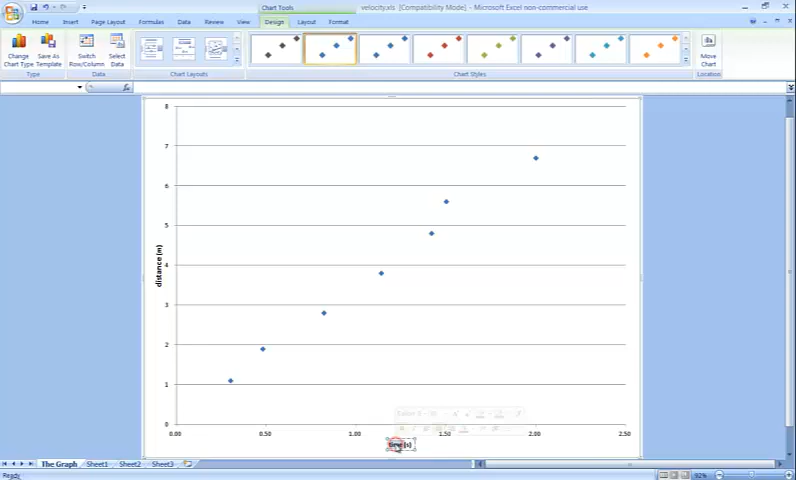 Chart Tools
velocity.xls [Compatibility Mode] - Microsoft Excel non-commercial use
Home Insert Page Layout Formulas Data Review View Design Layout Format
Change Chart Type
Save As Template
Switch Row/Column
Select Data
Move Chart
Type Data Chart Layouts Chart Styles Location
fx
8
7
6
5
distance (m)
4
3
2
1
0
0.00 0.50 1.00 1.50 2.00 2.50
time (s)
The Graph Sheet1 Sheet2 Sheet3
Ready
92%